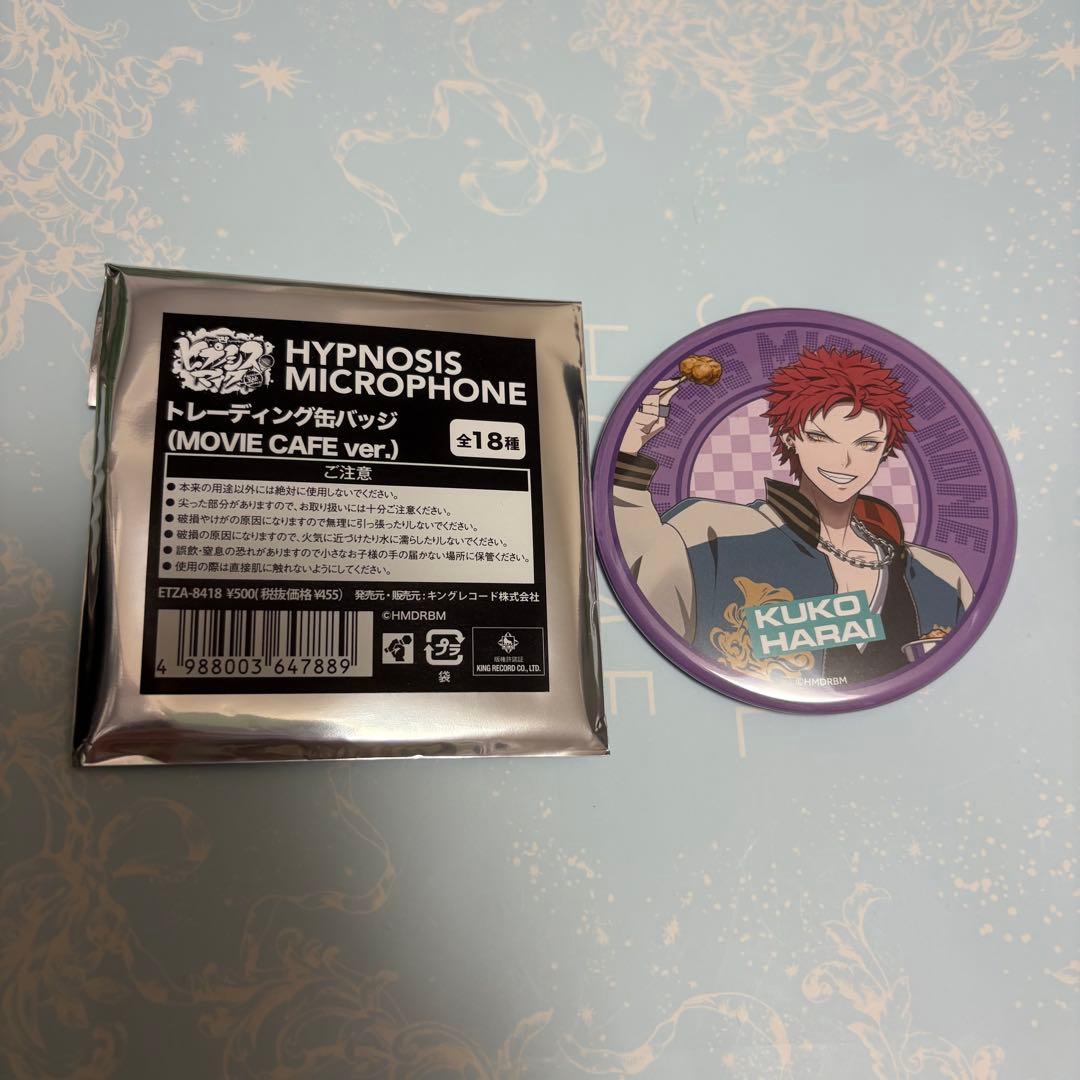 ヒプノシスマイク
HYPNOSIS
MICROPHONE
トレーディング缶バッジ
(MOVIE CAFE ver.)
全18種
ご注意
● 本来の用途以外には絶対に使用しないでください。
● 尖った部分がありますので、お取り扱いには十分ご注意ください。
● 破損やけがの原因になりますので無理に引っ張ったりしないでください。
● 破損の原因になりますので、火気に近づけたり水に濡らしたりしないでください。
● 誤飲・窒息の恐れがありますので小さなお子様の手の届かない場所に保管ください。
● 使用の際は直接肌に触れないようにしてください。
ETZA-8418 ¥500(税抜価格 ¥455) 発売元・販売元：キングレコード株式会社
©HMDRBM
4 988003 647889
プラ
袋
版権許諾証
KING RECORD CO., LTD.
MICROPHONE
KUKO
HARAI
©HMDRBM